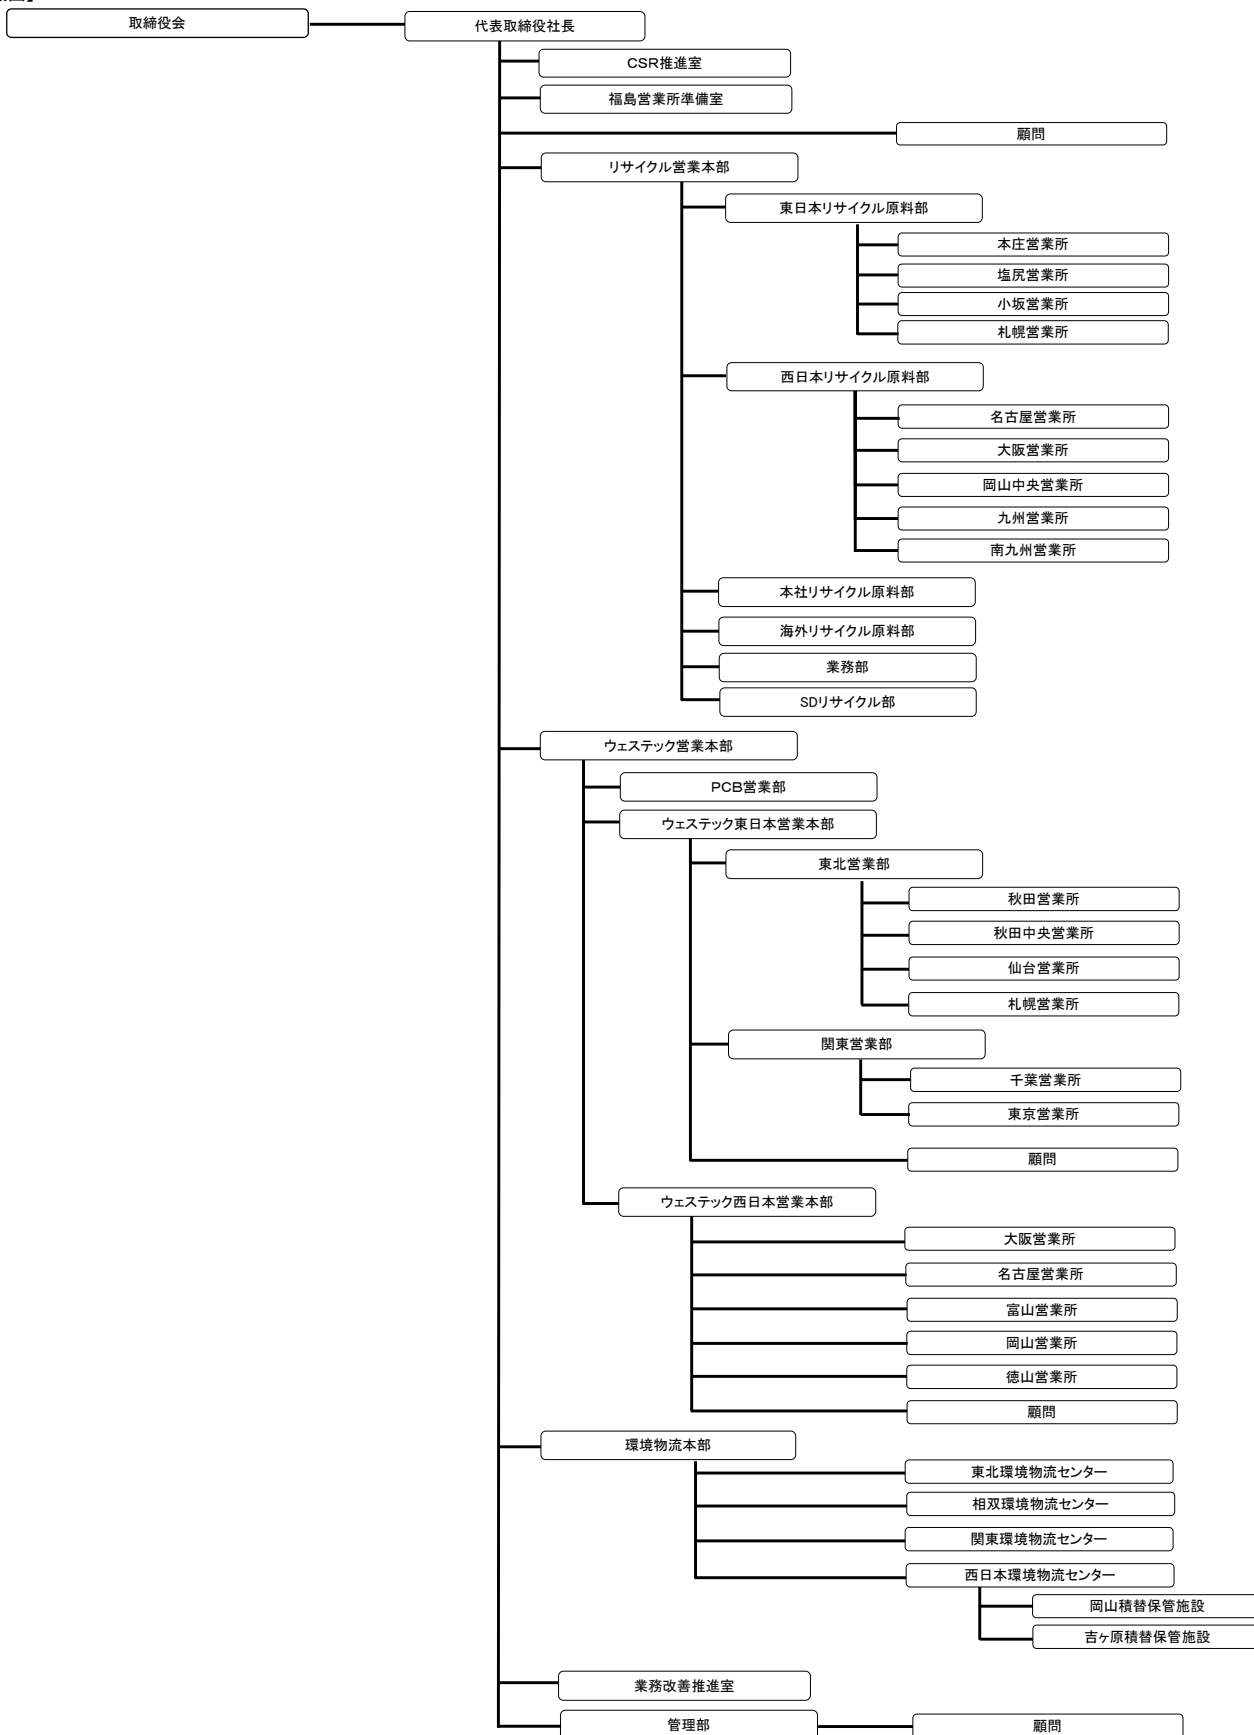 取締役会
代表取締役社長
CSR推進室
福島営業所準備室
顧問
リサイクル営業本部
東日本リサイクル原料部
本庄営業所
塩尻営業所
小坂営業所
札幌営業所
西日本リサイクル原料部
名古屋営業所
大阪営業所
岡山中央営業所
九州営業所
南九州営業所
本社リサイクル原料部
海外リサイクル原料部
業務部
SDリサイクル部
ウェステック営業本部
PCB営業部
ウェステック東日本営業本部
東北営業部
秋田営業所
秋田中央営業所
仙台営業所
札幌営業所
関東営業部
千葉営業所
東京営業所
顧問
ウェステック西日本営業本部
大阪営業所
名古屋営業所
富山営業所
岡山営業所
徳山営業所
顧問
環境物流本部
東北環境物流センター
相双環境物流センター
関東環境物流センター
西日本環境物流センター
岡山積替保管施設
吉ヶ原積替保管施設
業務改善推進室
管理部
顧問